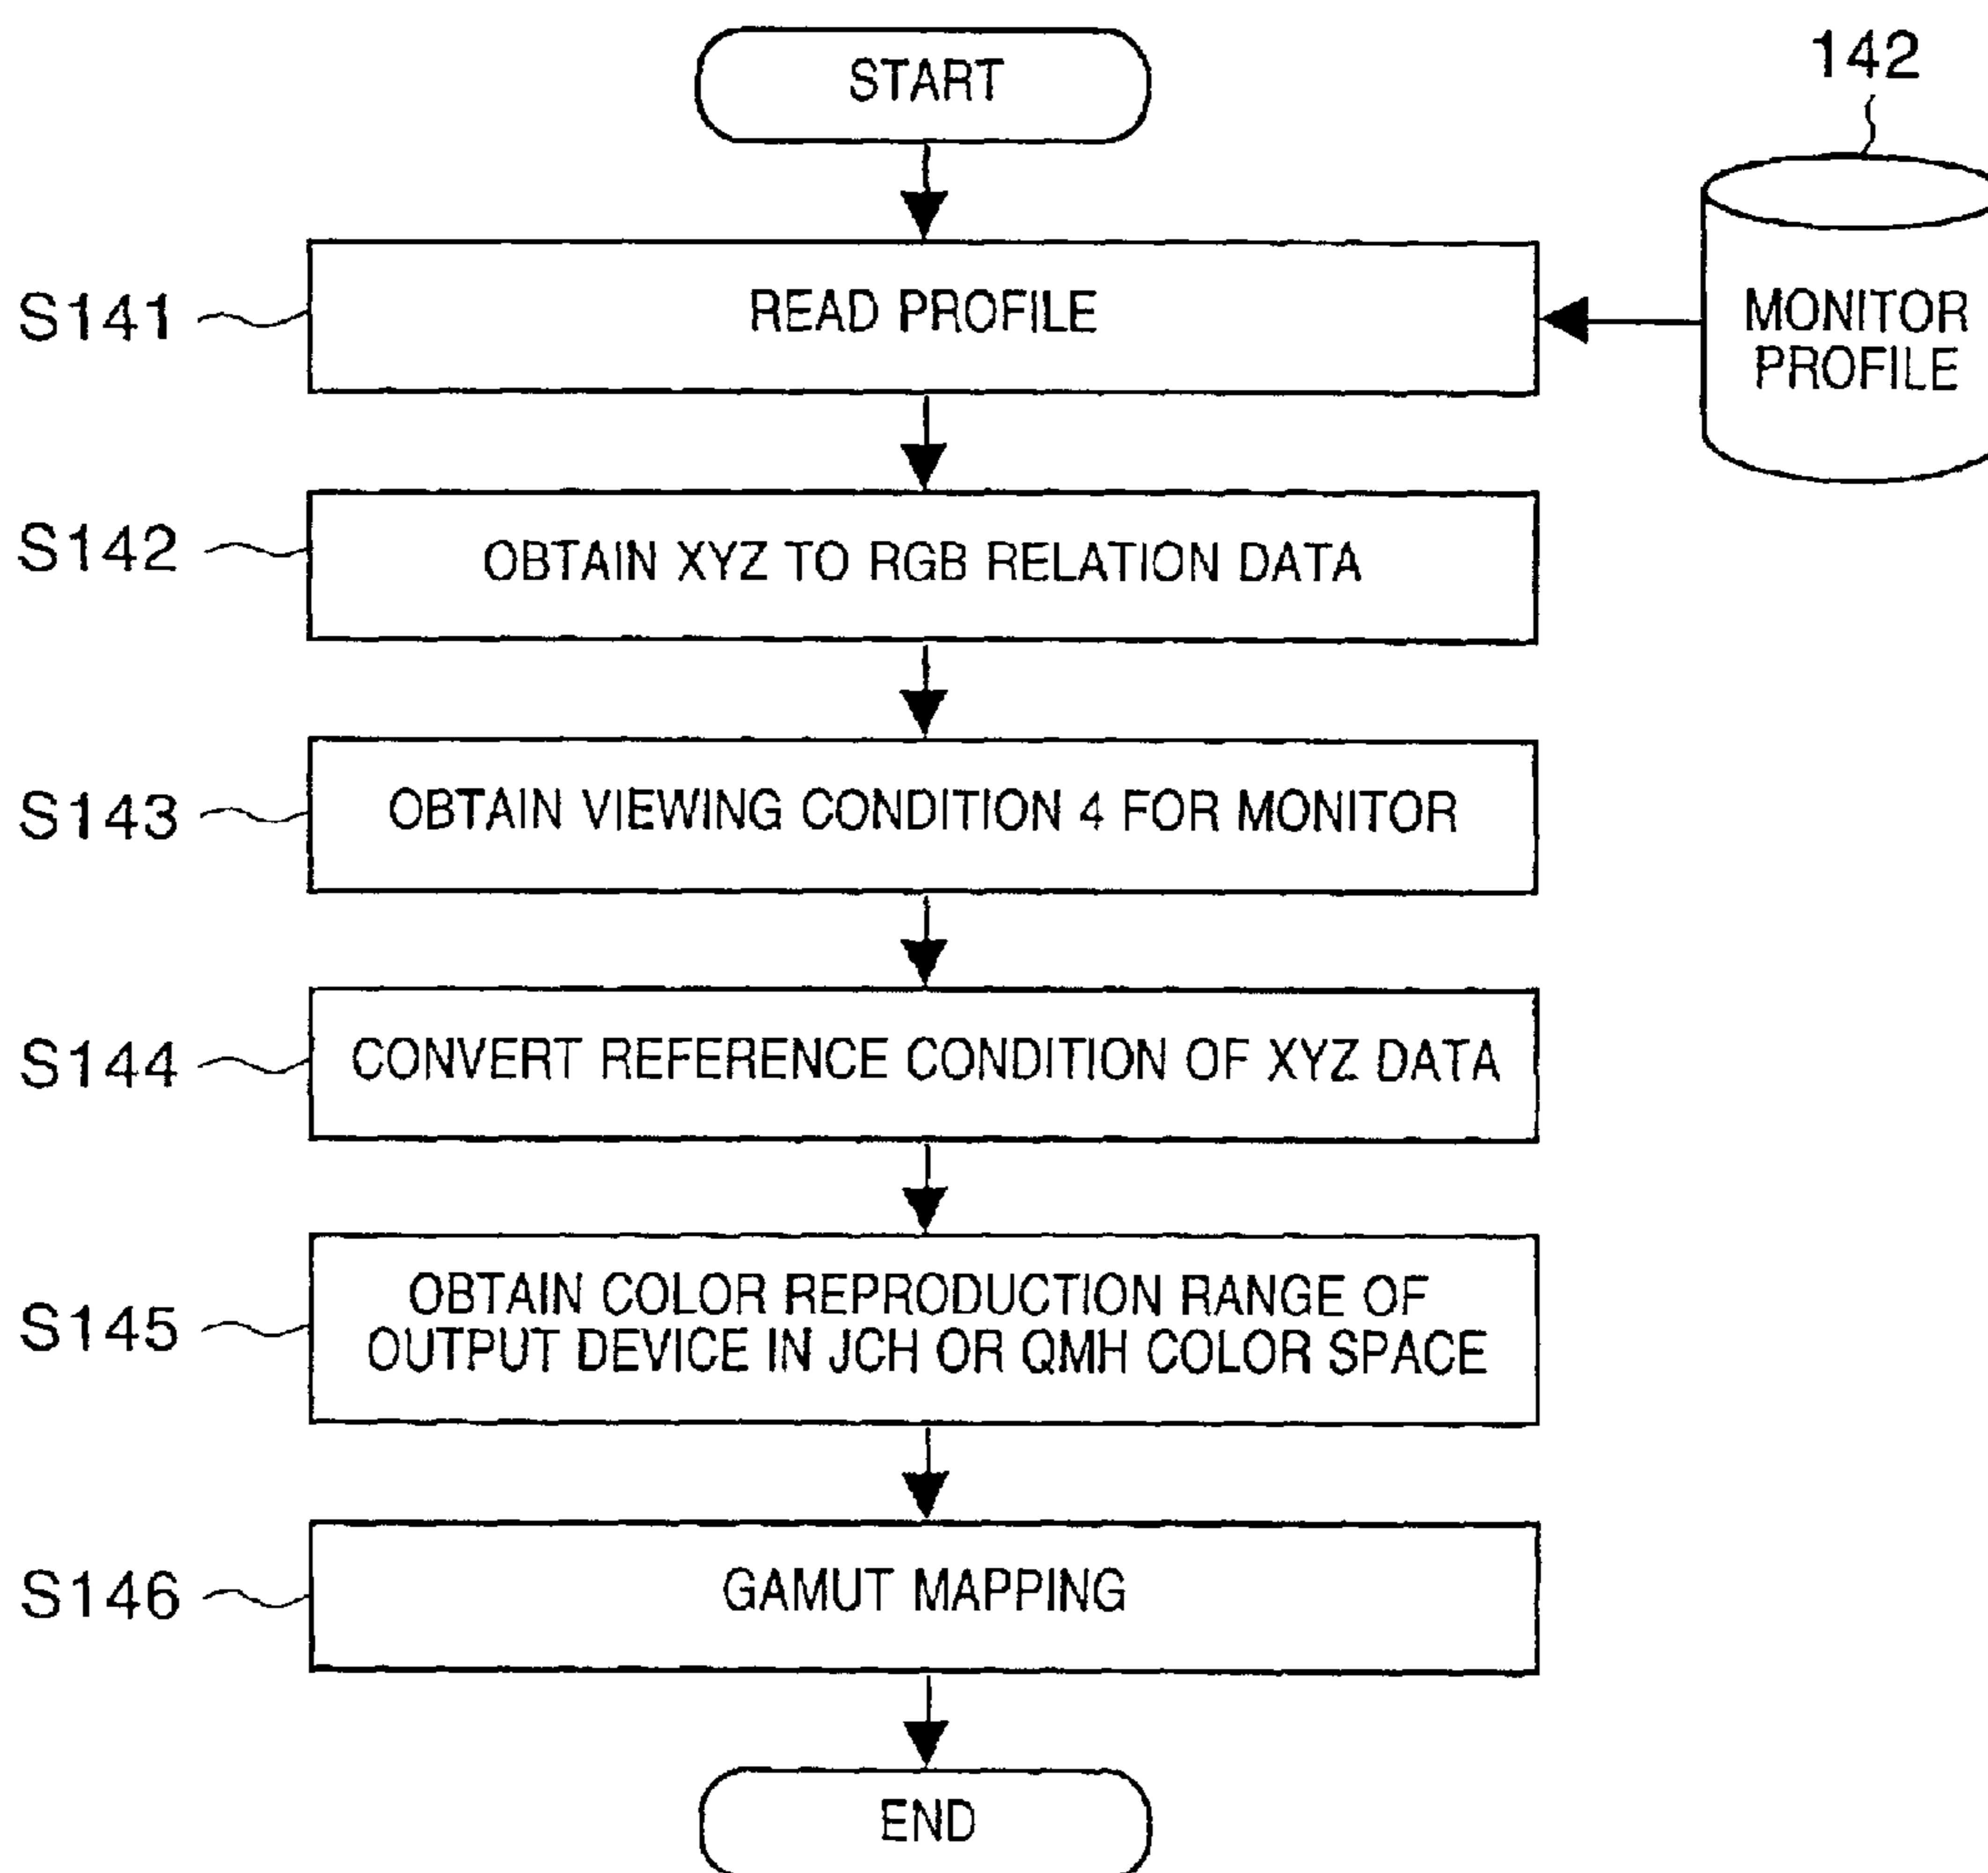 START
142
S141
READ PROFILE
MONITOR
PROFILE
S142
OBTAIN XYZ TO RGB RELATION DATA
S143
OBTAIN VIEWING CONDITION 4 FOR MONITOR
S144
CONVERT REFERENCE CONDITION OF XYZ DATA
S145
OBTAIN COLOR REPRODUCTION RANGE OF
OUTPUT DEVICE IN JCH OR QMH COLOR SPACE
S146
GAMUT MAPPING
END